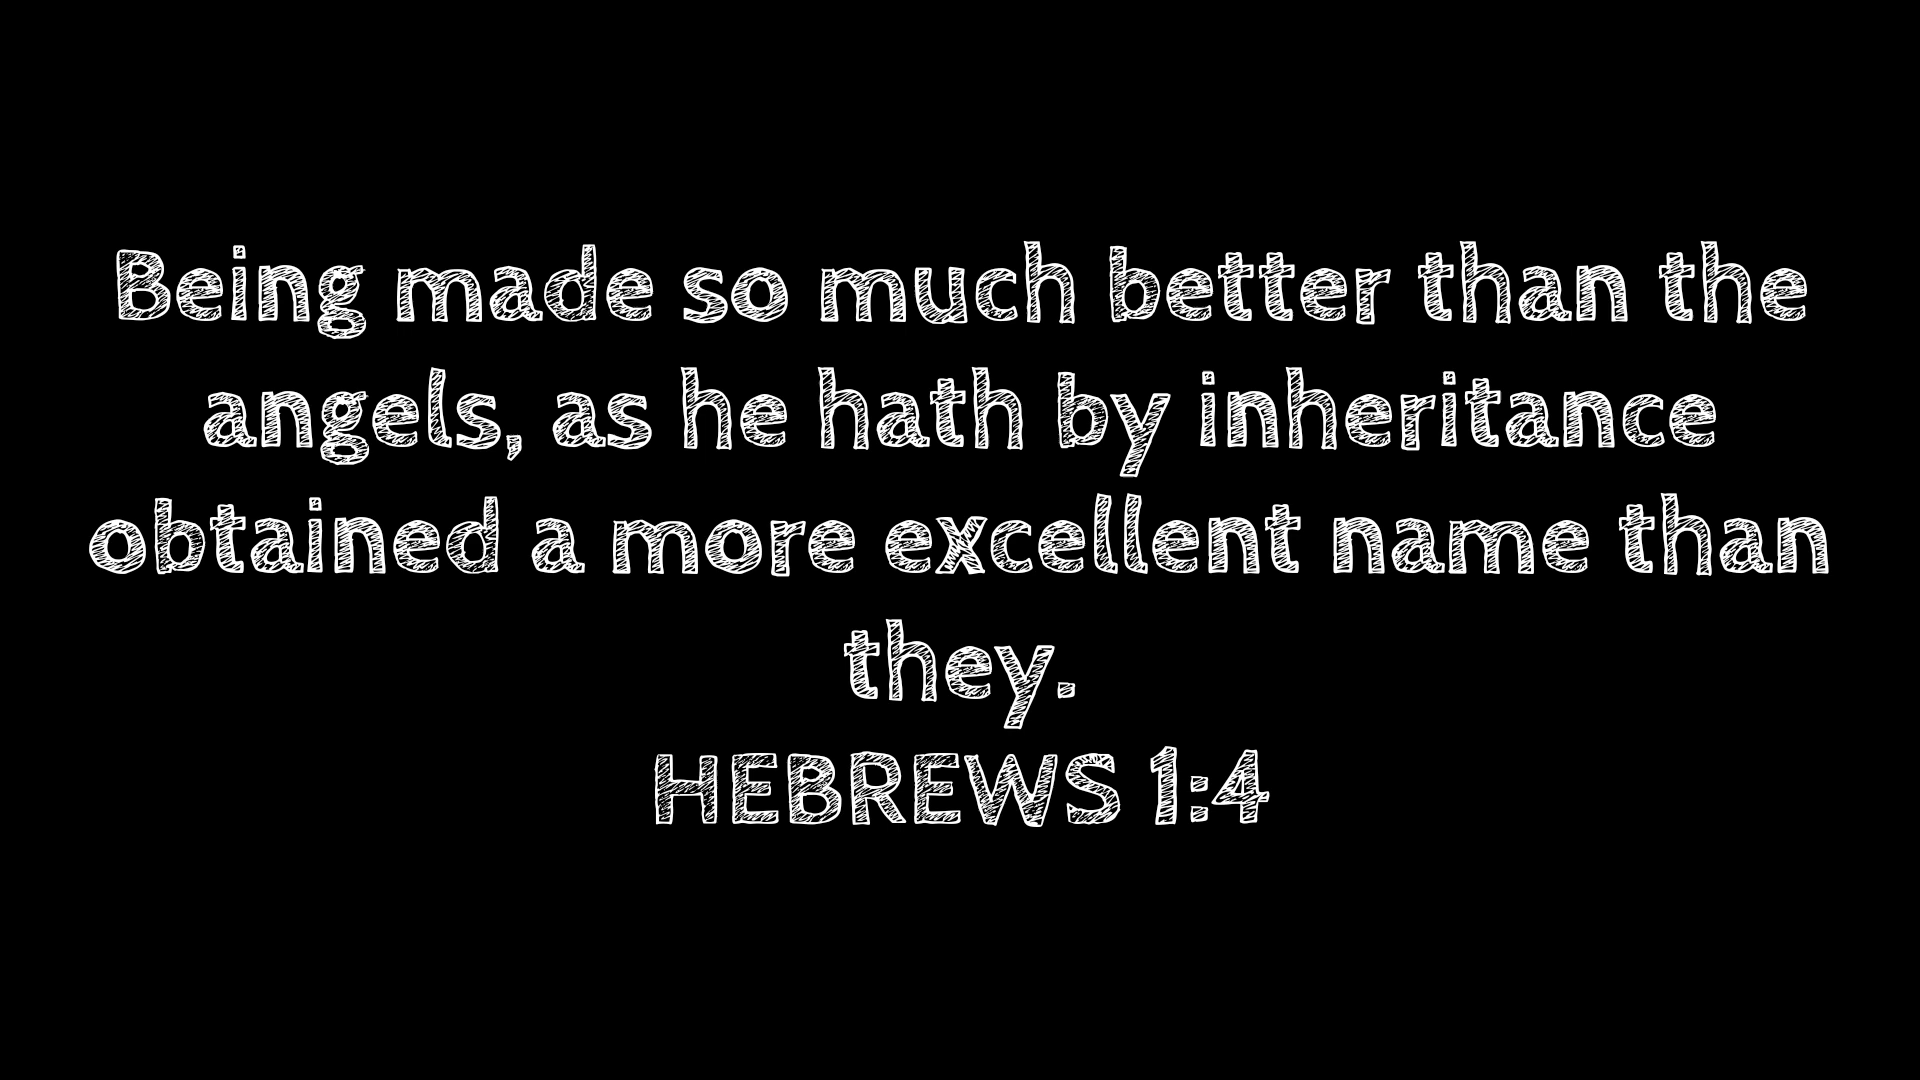 Being made so much better than the
angels, as he hath by inheritance
obtained a more excellent name than
they.
HEBREWS 1:4